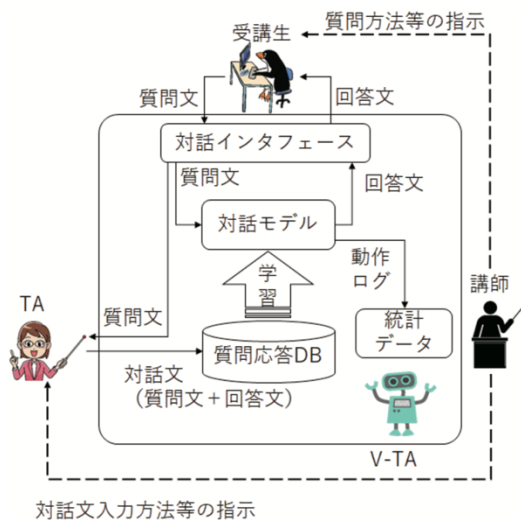 質問方法等の指示
受講生
質問文
回答文
対話インタフェース
質問文
回答文
対話モデル
動作
ログ
学
習
講師
TA
質問文
統計
データ
質問応答DB
対話文
(質問文+回答文)
V-TA
対話文入力方法等の指示